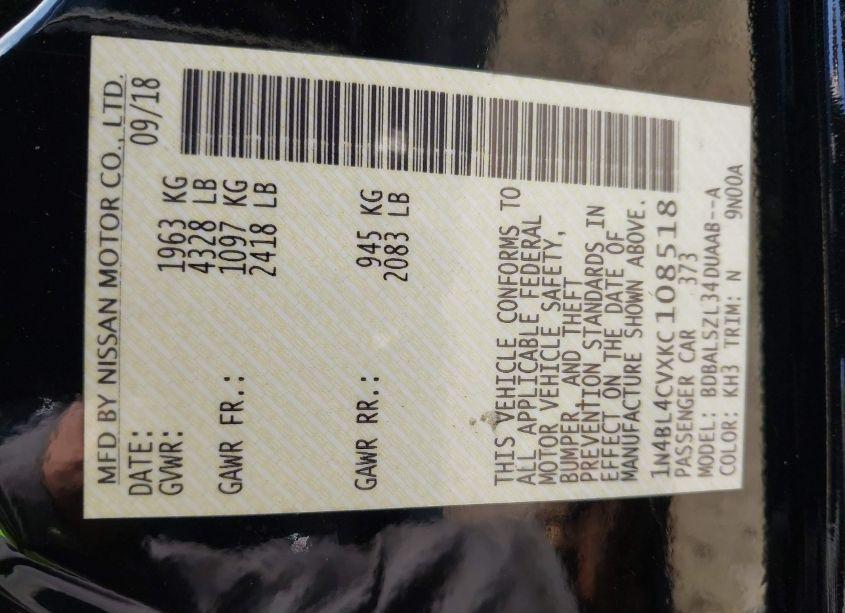 MFD BY NISSAN MOTOR CO., LTD.
DATE: 09/18
GVWR: 1963 KG
4328 LB
GAWR FR.: 1097 KG
2418 LB
GAWR RR.: 945 KG
2083 LB
THIS VEHICLE CONFORMS TO
ALL APPLICABLE FEDERAL
MOTOR VEHICLE SAFETY,
BUMPER, AND THEFT
PREVENTION STANDARDS IN
EFFECT ON THE DATE OF
MANUFACTURE SHOWN ABOVE.
1N4BL4CVXKC108518
PASSENGER CAR 373
MODEL: BDBALSZL34DUAAB--A
COLOR: KH3 TRIM: N 9N00A